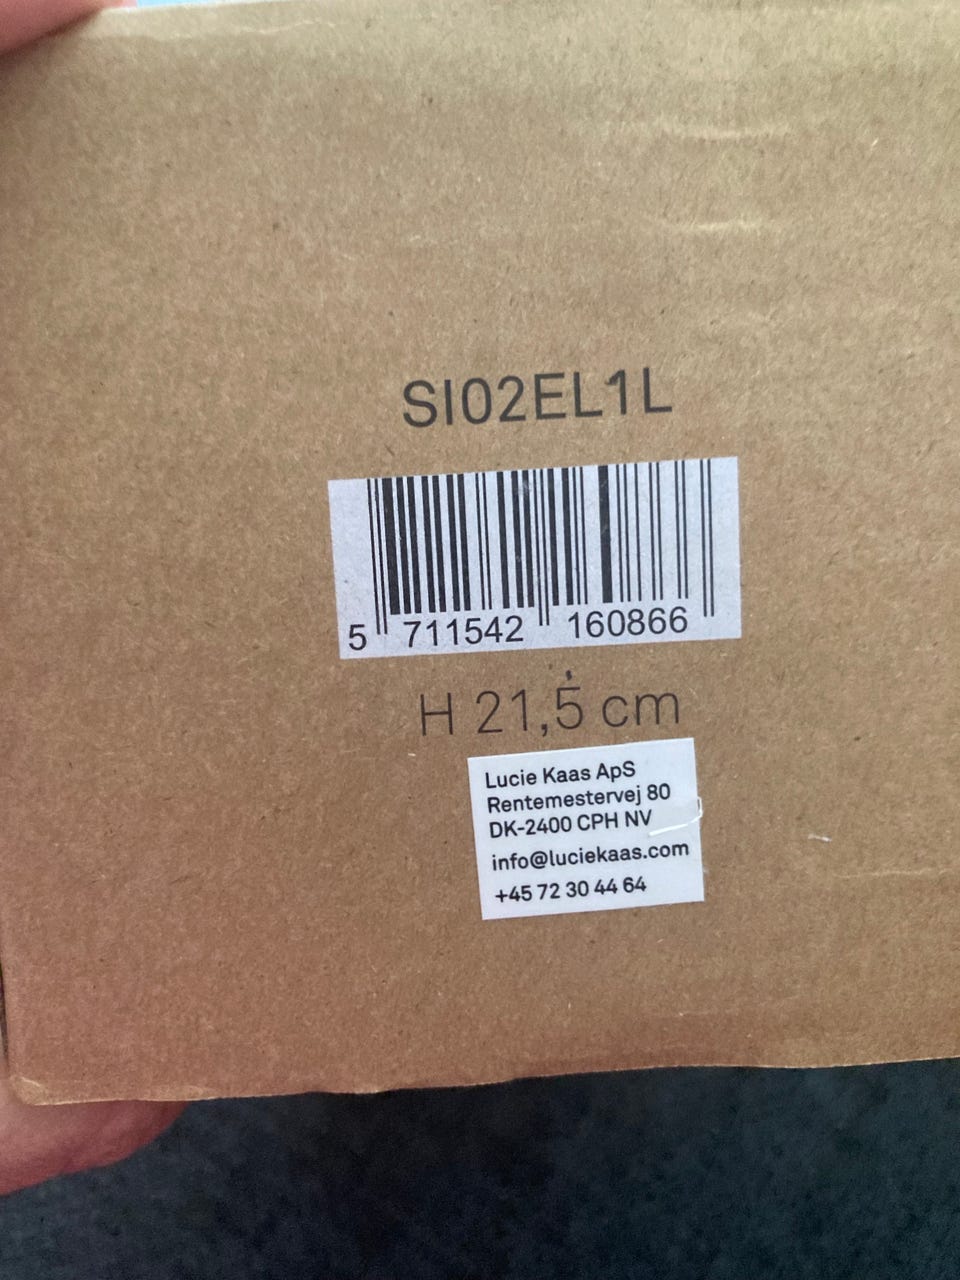 SI02EL1L
5 711542 160866
H 21,5 cm
Lucie Kaas ApS
Rentemestervej 80
DK-2400 CPH NV
info@luciekaas.com
+45 72 30 44 64